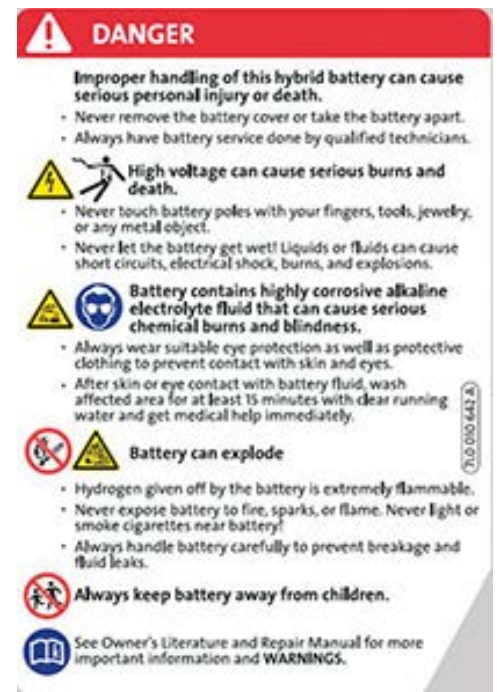 DANGER
Improper handling of this hybrid battery can cause
serious personal injury or death.
· Never remove the battery cover or take the battery apart.
· Always have battery service done by qualified technicians.
High voltage can cause serious burns and
death.
· Never touch battery poles with your fingers, tools, jewelry,
or any metal object.
· Never let the battery get wet! Liquids or fluids can cause
short circuits, electrical shock, burns, and explosions.
Battery contains highly corrosive alkaline
electrolyte fluid that can cause serious
chemical burns and blindness.
· Always wear suitable eye protection as well as protective
clothing to prevent contact with skin and eyes.
· After skin or eye contact with battery fluid, wash
affected area for at least 15 minutes with clear running
water and get medical help immediately.
7L0 010 642 A
Battery can explode
· Hydrogen given off by the battery is extremely flammable.
· Never expose battery to fire, sparks, or flame. Never light or
smoke cigarettes near battery!
· Always handle battery carefully to prevent breakage and
fluid leaks.
Always keep battery away from children.
See Owner's Literature and Repair Manual for more
important information and WARNINGS.